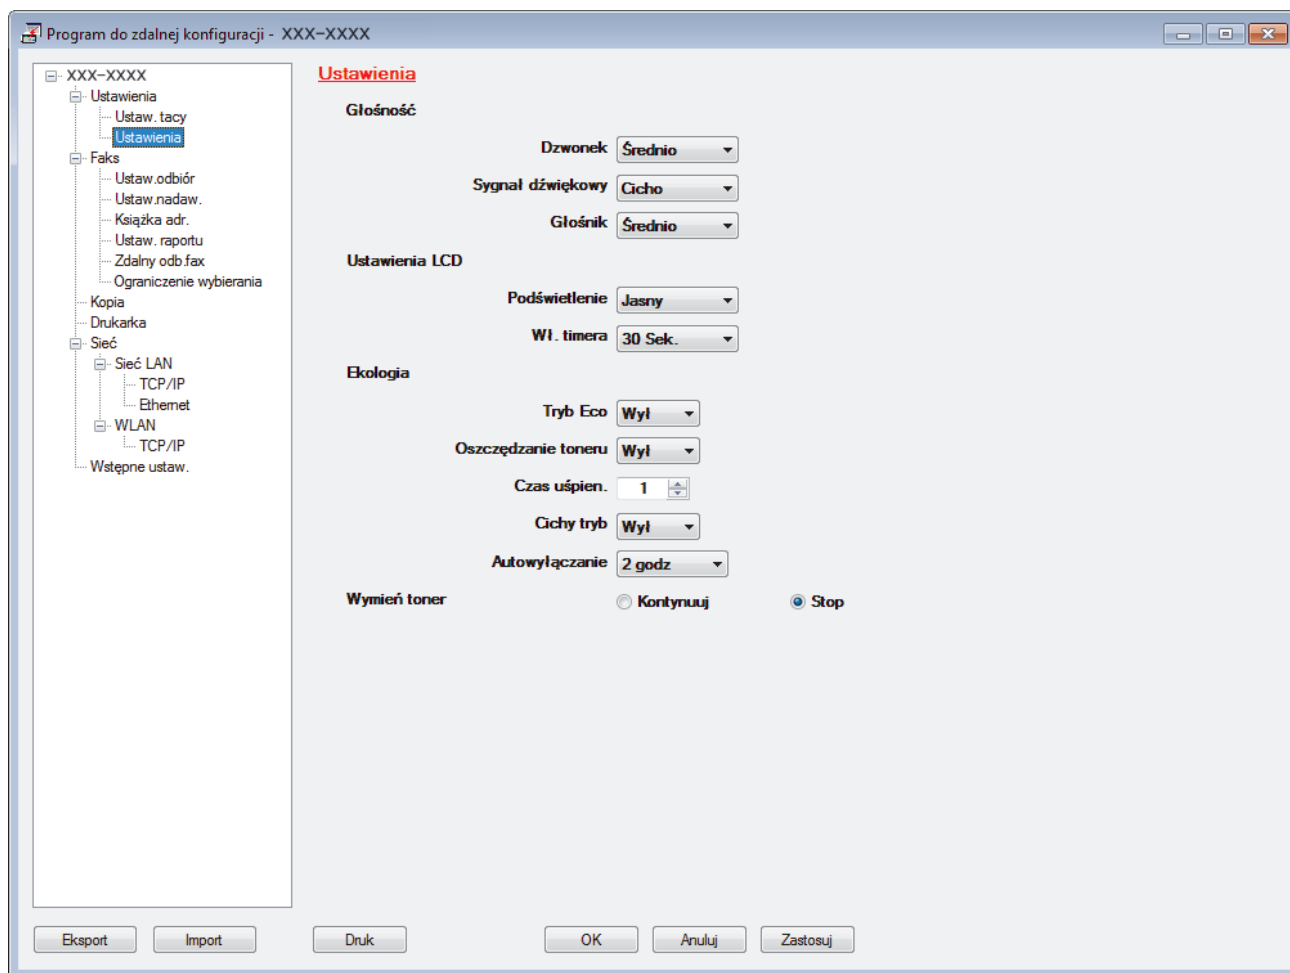 Program do zdalnej konfiguracji - XXX-XXXX
XXX-XXXX
Ustawienia
Ustaw. tacy
Ustawienia
Faks
Ustaw.odbiór
Ustaw.nadaw.
Książka adr.
Ustaw. raportu
Zdalny odb.fax
Ograniczenie wybierania
Kopia
Drukarka
Sieć
Sieć LAN
TCP/IP
Ethernet
WLAN
TCP/IP
Wstępne ustaw.
Ustawienia
Głośność
Dzwonek Średnio
Sygnał dźwiękowy Cicho
Głośnik Średnio
Ustawienia LCD
Podświetlenie Jasny
Wł. timera 30 Sek.
Ekologia
Tryb Eco Wył
Oszczędzanie toneru Wył
Czas uśpien. 1
Cichy tryb Wył
Autowyłączanie 2 godz
Wymień toner Kontynuuj Stop
Eksport Import Druk OK Anuluj Zastosuj